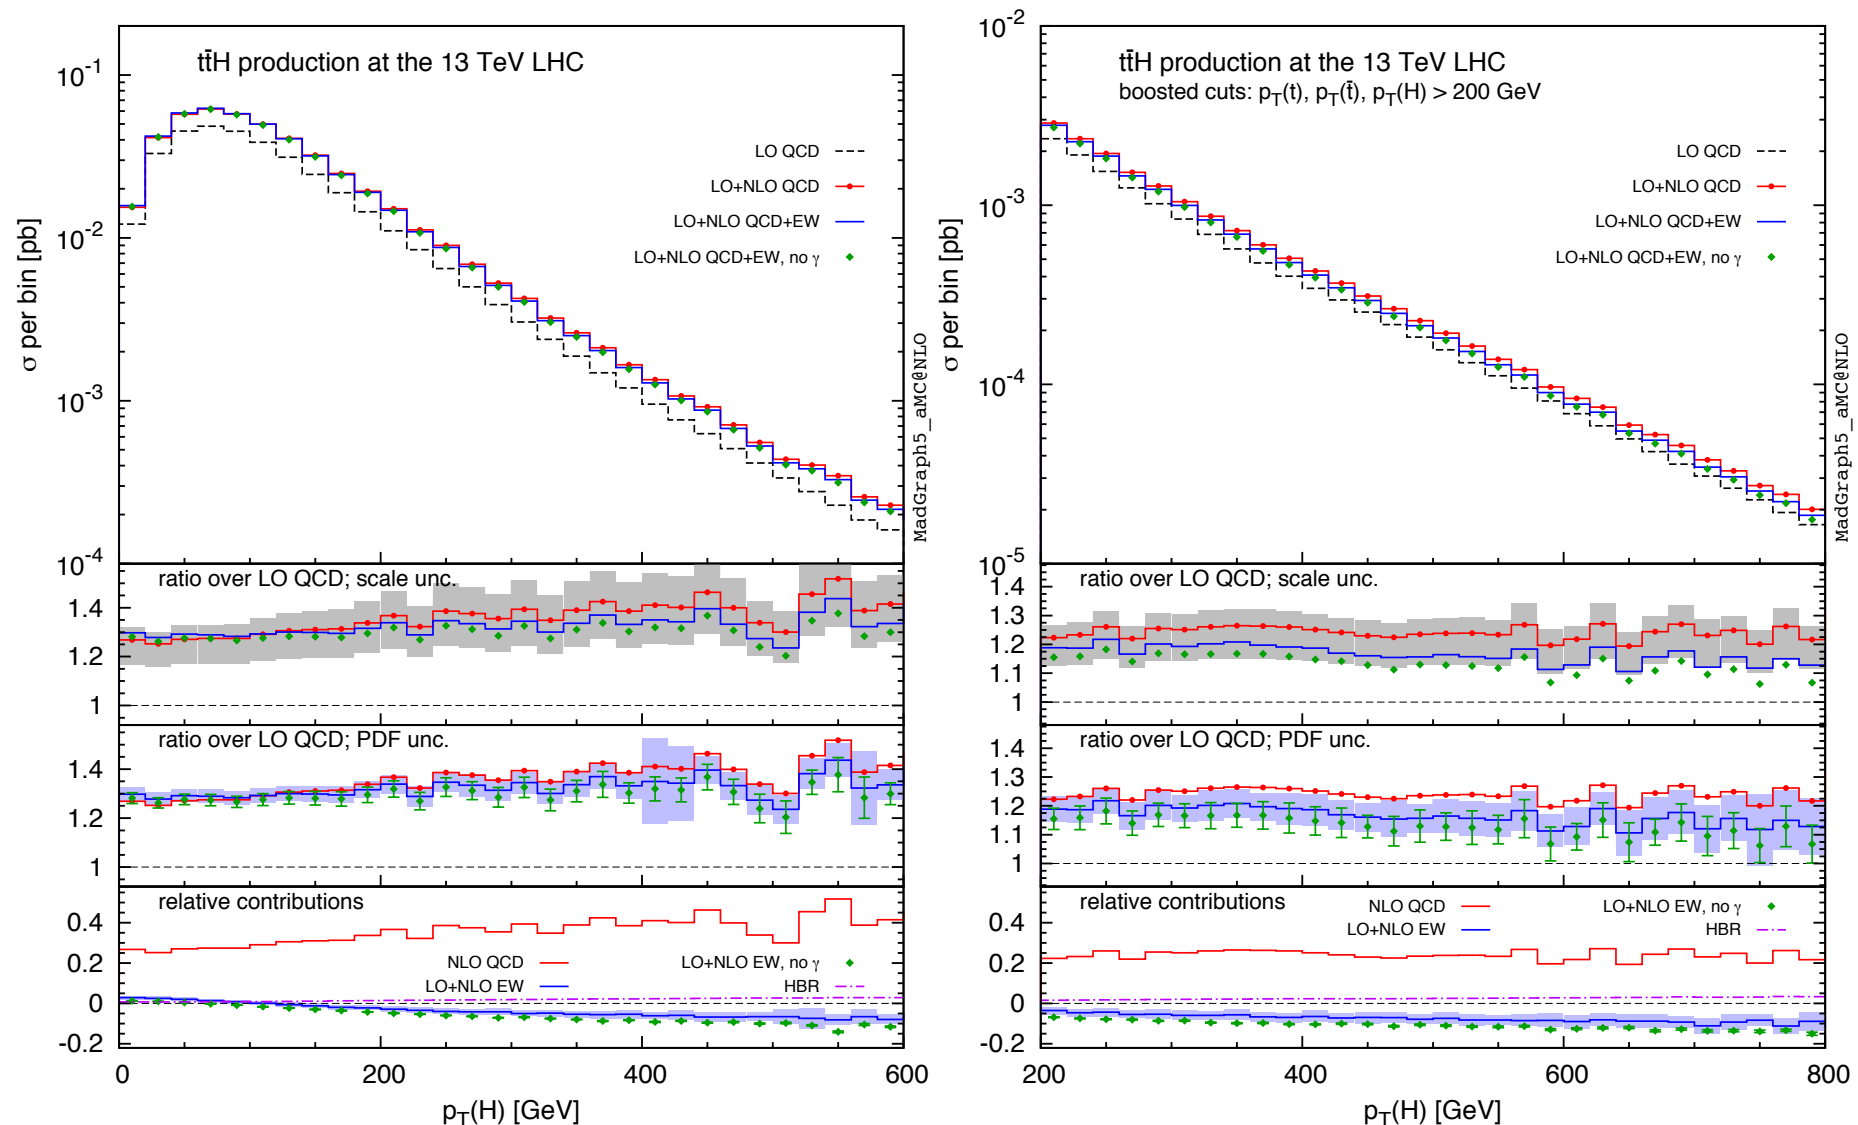 tt̄H production at the 13 TeV LHC
LO QCD
LO+NLO QCD
LO+NLO QCD+EW
LO+NLO QCD+EW, no γ
σ per bin [pb]
10⁻¹
10⁻²
10⁻³
10⁻⁴
MadGraph5_aMC@NLO
ratio over LO QCD; scale unc.
1.4
1.2
1
ratio over LO QCD; PDF unc.
1.4
1.2
1
relative contributions
NLO QCD
LO+NLO EW
LO+NLO EW, no γ
HBR
0.4
0.2
0
-0.2
0 200 400 600
p_T(H) [GeV]
tt̄H production at the 13 TeV LHC
boosted cuts: p_T(t), p_T(t̄), p_T(H) > 200 GeV
LO QCD
LO+NLO QCD
LO+NLO QCD+EW
LO+NLO QCD+EW, no γ
σ per bin [pb]
10⁻²
10⁻³
10⁻⁴
10⁻⁵
MadGraph5_aMC@NLO
ratio over LO QCD; scale unc.
1.4
1.3
1.2
1.1
1
ratio over LO QCD; PDF unc.
1.4
1.3
1.2
1.1
1
relative contributions
NLO QCD
LO+NLO EW
LO+NLO EW, no γ
HBR
0.4
0.2
0
-0.2
200 400 600 800
p_T(H) [GeV]